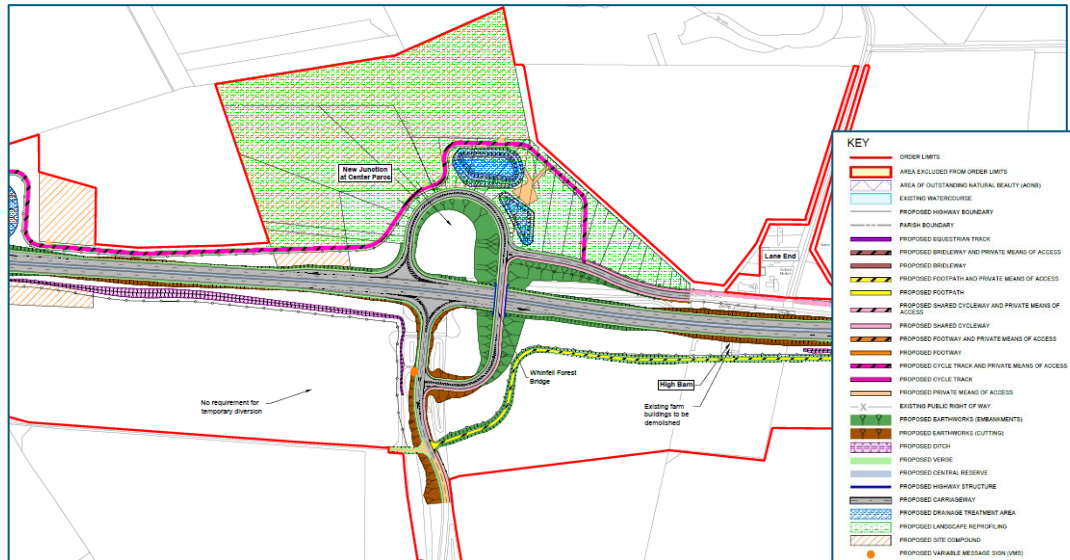 New Junction
at Center Parcs
Lane End
Whinfell Forest
Bridge
High Barn
No requirement for
temporary diversion
Existing farm
buildings to be
demolished
KEY
ORDER LIMITS
AREA EXCLUDED FROM ORDER LIMITS
AREA OF OUTSTANDING NATURAL BEAUTY (AONB)
EXISTING WATERCOURSE
PROPOSED HIGHWAY BOUNDARY
PARISH BOUNDARY
PROPOSED EQUESTRIAN TRACK
PROPOSED BRIDLEWAY AND PRIVATE MEANS OF ACCESS
PROPOSED BRIDLEWAY
PROPOSED FOOTPATH AND PRIVATE MEANS OF ACCESS
PROPOSED FOOTPATH
PROPOSED SHARED CYCLEWAY AND PRIVATE MEANS OF
ACCESS
PROPOSED SHARED CYCLEWAY
PROPOSED FOOTWAY AND PRIVATE MEANS OF ACCESS
PROPOSED FOOTWAY
PROPOSED CYCLE TRACK AND PRIVATE MEANS OF ACCESS
PROPOSED CYCLE TRACK
PROPOSED PRIVATE MEANS OF ACCESS
EXISTING PUBLIC RIGHT OF WAY
PROPOSED EARTHWORKS (EMBANKMENTS)
PROPOSED EARTHWORKS (CUTTING)
PROPOSED DITCH
PROPOSED VERGE
PROPOSED CENTRAL RESERVE
PROPOSED HIGHWAY STRUCTURE
PROPOSED CARRIAGEWAY
PROPOSED DRAINAGE TREATMENT AREA
PROPOSED LANDSCAPE REPROFILING
PROPOSED SITE COMPOUND
PROPOSED VARIABLE MESSAGE SIGN (VMS)